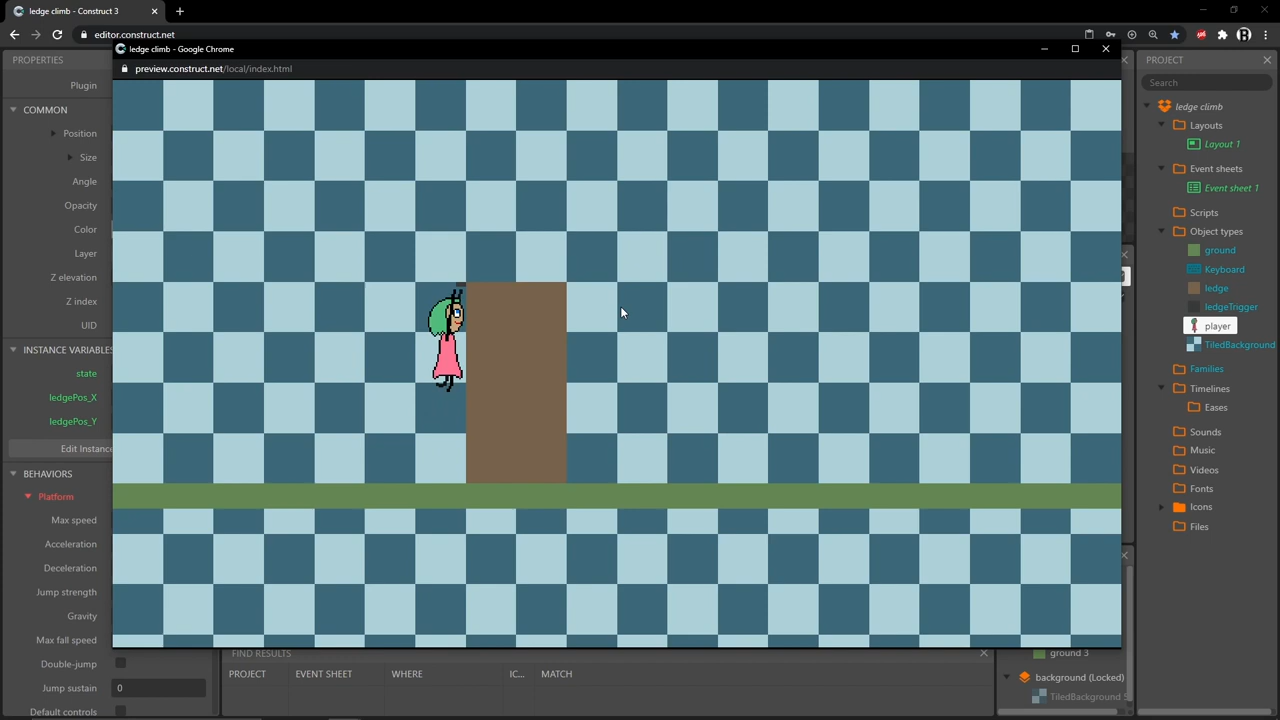 ledge climb - Construct 3
editor.construct.net
PROPERTIES
Plugin
COMMON
Position
Size
Angle
Opacity
Color
Layer
Z elevation
Z index
UID
INSTANCE VARIABLES
state
ledgePos_X
ledgePos_Y
Edit Instance
BEHAVIORS
Platform
Max speed
Acceleration
Deceleration
Jump strength
Gravity
Max fall speed
Double-jump
Jump sustain 0
Default controls
ledge climb - Google Chrome
preview.construct.net/local/index.html
FIND RESULTS
PROJECT EVENT SHEET WHERE IC... MATCH
PROJECT
Search
ledge climb
Layouts
Layout 1
Event sheets
Event sheet 1
Scripts
Object types
ground
Keyboard
ledge
ledgeTrigger
player
TiledBackground
Families
Timelines
Eases
Sounds
Music
Videos
Fonts
Icons
Files
ground 3
background (Locked)
TiledBackground